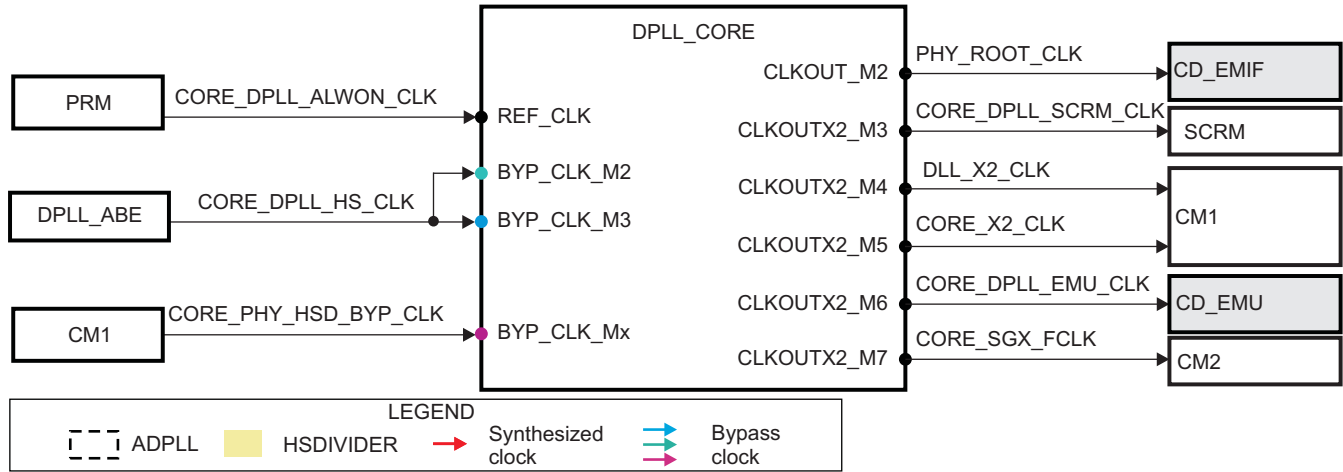 DPLL_CORE
PRM
CORE_DPLL_ALWON_CLK
REF_CLK
DPLL_ABE
CORE_DPLL_HS_CLK
BYP_CLK_M2
BYP_CLK_M3
CM1
CORE_PHY_HSD_BYP_CLK
BYP_CLK_Mx
CLKOUT_M2
PHY_ROOT_CLK
CD_EMIF
CLKOUTX2_M3
CORE_DPLL_SCRM_CLK
SCRM
CLKOUTX2_M4
DLL_X2_CLK
CLKOUTX2_M5
CORE_X2_CLK
CM1
CLKOUTX2_M6
CORE_DPLL_EMU_CLK
CD_EMU
CLKOUTX2_M7
CORE_SGX_FCLK
CM2
LEGEND
ADPLL
HSDIVIDER
Synthesized
clock
Bypass
clock